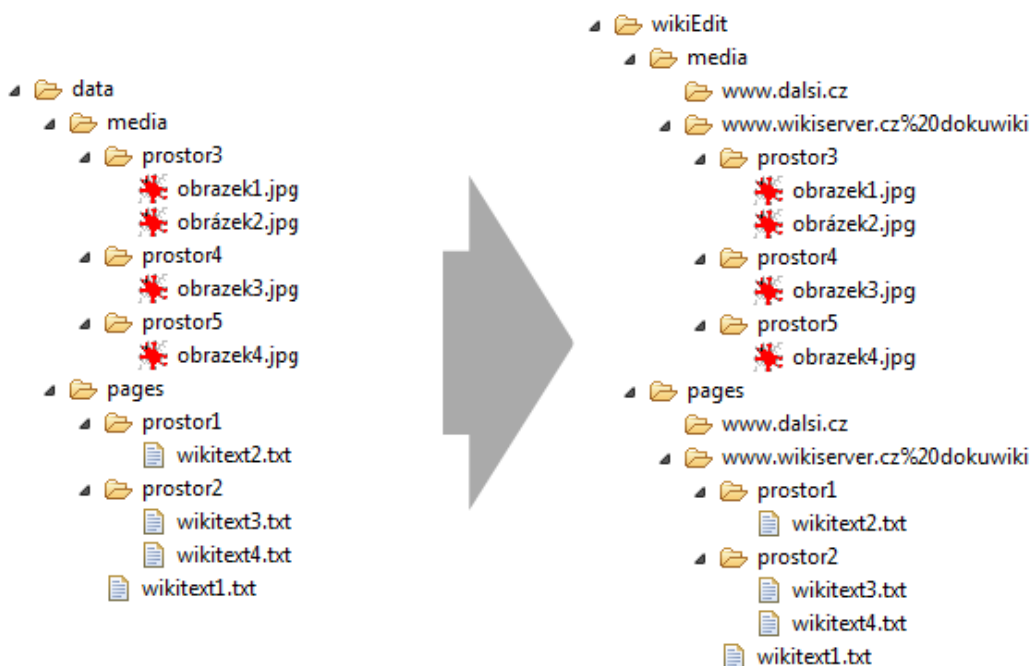 data
media
prostor3
obrazek1.jpg
obrázek2.jpg
prostor4
obrazek3.jpg
prostor5
obrazek4.jpg
pages
prostor1
wikitext2.txt
prostor2
wikitext3.txt
wikitext4.txt
wikitext1.txt
wikiEdit
media
www.dalsi.cz
www.wikiserver.cz%20dokuwiki
prostor3
obrazek1.jpg
obrázek2.jpg
prostor4
obrazek3.jpg
prostor5
obrazek4.jpg
pages
www.dalsi.cz
www.wikiserver.cz%20dokuwiki
prostor1
wikitext2.txt
prostor2
wikitext3.txt
wikitext4.txt
wikitext1.txt